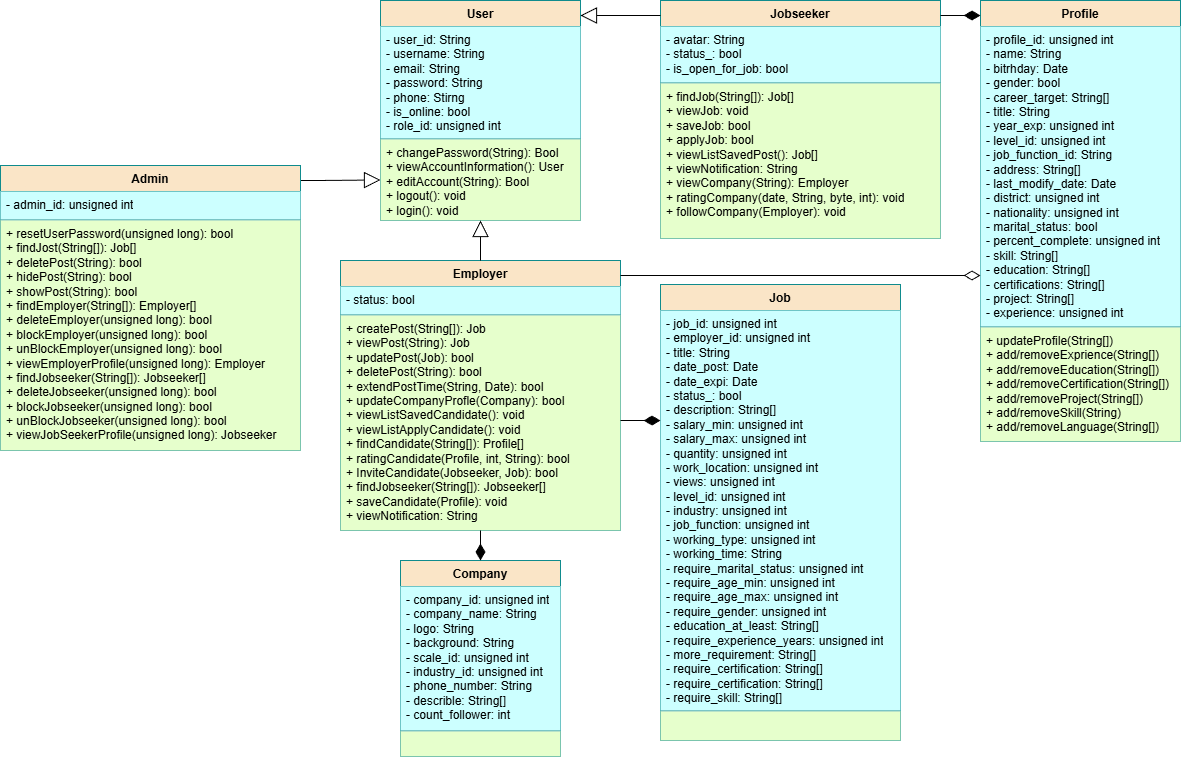 User
- user_id: String
- username: String
- email: String
- password: String
- phone: Stirng
- is_online: bool
- role_id: unsigned int
+ changePassword(String): Bool
+ viewAccountInformation(): User
+ editAccount(String): Bool
+ logout(): void
+ login(): void
Jobseeker
- avatar: String
- status_: bool
- is_open_for_job: bool
+ findJob(String[]): Job[]
+ viewJob: void
+ saveJob: bool
+ applyJob: bool
+ viewListSavedPost(): Job[]
+ viewNotification: String
+ viewCompany(String): Employer
+ ratingCompany(date, String, byte, int): void
+ followCompany(Employer): void
Profile
- profile_id: unsigned int
- name: String
- bitrhday: Date
- gender: bool
- career_target: String[]
- title: String
- year_exp: unsigned int
- level_id: unsigned int
- job_function_id: String
- address: String[]
- last_modify_date: Date
- district: unsigned int
- nationality: unsigned int
- marital_status: bool
- percent_complete: unsigned int
- skill: String[]
- education: String[]
- certifications: String[]
- project: String[]
- experience: unsigned int
+ updateProfile(String[])
+ add/removeExprience(String[])
+ add/removeEducation(String[])
+ add/removeCertification(String[])
+ add/removeProject(String[])
+ add/removeSkill(String)
+ add/removeLanguage(String[])
Admin
- admin_id: unsigned int
+ resetUserPassword(unsigned long): bool
+ findJost(String[]): Job[]
+ deletePost(String): bool
+ hidePost(String): bool
+ showPost(String): bool
+ findEmployer(String[]): Employer[]
+ deleteEmployer(unsigned long): bool
+ blockEmployer(unsigned long): bool
+ unBlockEmployer(unsigned long): bool
+ viewEmployerProfile(unsigned long): Employer
+ findJobseeker(String[]): Jobseeker[]
+ deleteJobseeker(unsigned long): bool
+ blockJobseeker(unsigned long): bool
+ unBlockJobseeker(unsigned long): bool
+ viewJobSeekerProfile(unsigned long): Jobseeker
Employer
- status: bool
+ createPost(String[]): Job
+ viewPost(String): Job
+ updatePost(Job): bool
+ deletePost(String): bool
+ extendPostTime(String, Date): bool
+ updateCompanyProfle(Company): bool
+ viewListSavedCandidate(): void
+ viewListApplyCandidate(): void
+ findCandidate(String[]): Profile[]
+ ratingCandidate(Profile, int, String): bool
+ InviteCandidate(Jobseeker, Job): bool
+ findJobseeker(String[]): Jobseeker[]
+ saveCandidate(Profile): void
+ viewNotification: String
Job
- job_id: unsigned int
- employer_id: unsigned int
- title: String
- date_post: Date
- date_expi: Date
- status_: bool
- description: String[]
- salary_min: unsigned int
- salary_max: unsigned int
- quantity: unsigned int
- work_location: unsigned int
- views: unsigned int
- level_id: unsigned int
- industry: unsigned int
- job_function: unsigned int
- working_type: unsigned int
- working_time: String
- require_marital_status: unsigned int
- require_age_min: unsigned int
- require_age_max: unsigned int
- require_gender: unsigned int
- education_at_least: String[]
- require_experience_years: unsigned int
- more_requirement: String[]
- require_certification: String[]
- require_certification: String[]
- require_skill: String[]
Company
- company_id: unsigned int
- company_name: String
- logo: String
- background: String
- scale_id: unsigned int
- industry_id: unsigned int
- phone_number: String
- describle: String[]
- count_follower: int